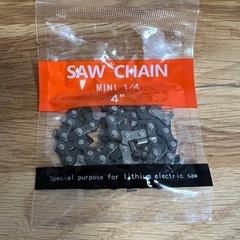 SAW CHAIN
MINI 1/4
4"
Special purpose for lithium electric saw